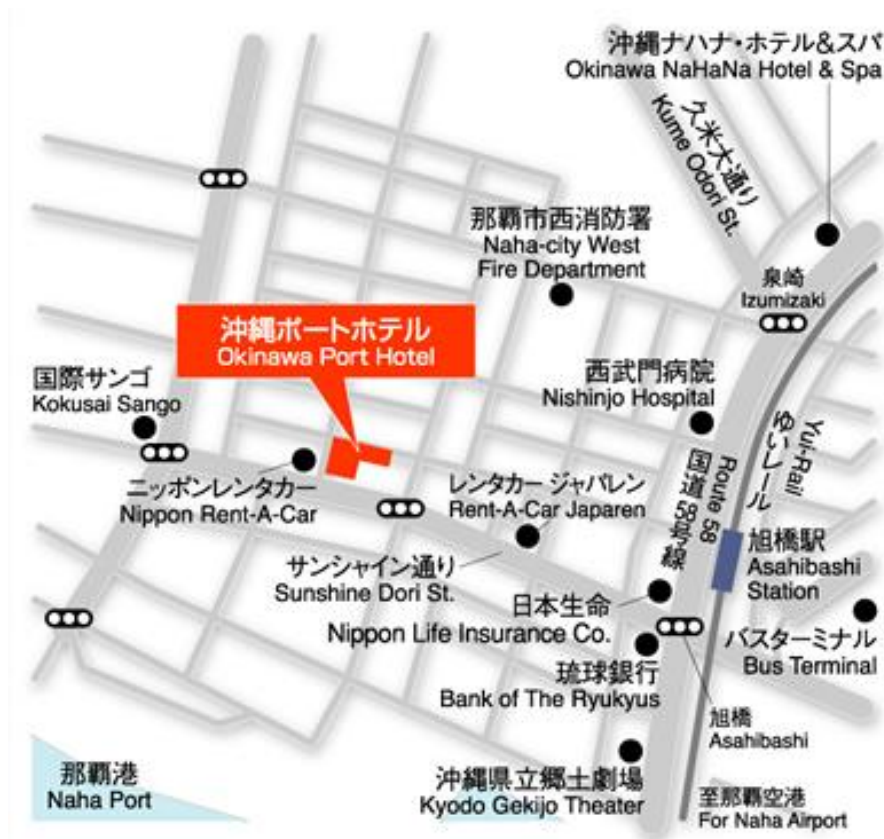 沖縄ナハナ・ホテル&スパ
Okinawa NaHaNa Hotel & Spa
久米大通り
Kume Odori St.
那覇市西消防署
Naha-city West
Fire Department
泉崎
Izumizaki
沖縄ポートホテル
Okinawa Port Hotel
国際サンゴ
Kokusai Sango
西武門病院
Nishinjo Hospital
ゆいレール
Yui-Rail
国道58号線
Route 58
ニッポンレンタカー
Nippon Rent-A-Car
レンタカー ジャパレン
Rent-A-Car Japaren
旭橋駅
Asahibashi
Station
サンシャイン通り
Sunshine Dori St.
日本生命
Nippon Life Insurance Co.
バスターミナル
Bus Terminal
琉球銀行
Bank of The Ryukyus
旭橋
Asahibashi
那覇港
Naha Port
沖縄県立郷土劇場
Kyodo Gekijo Theater
至那覇空港
For Naha Airport